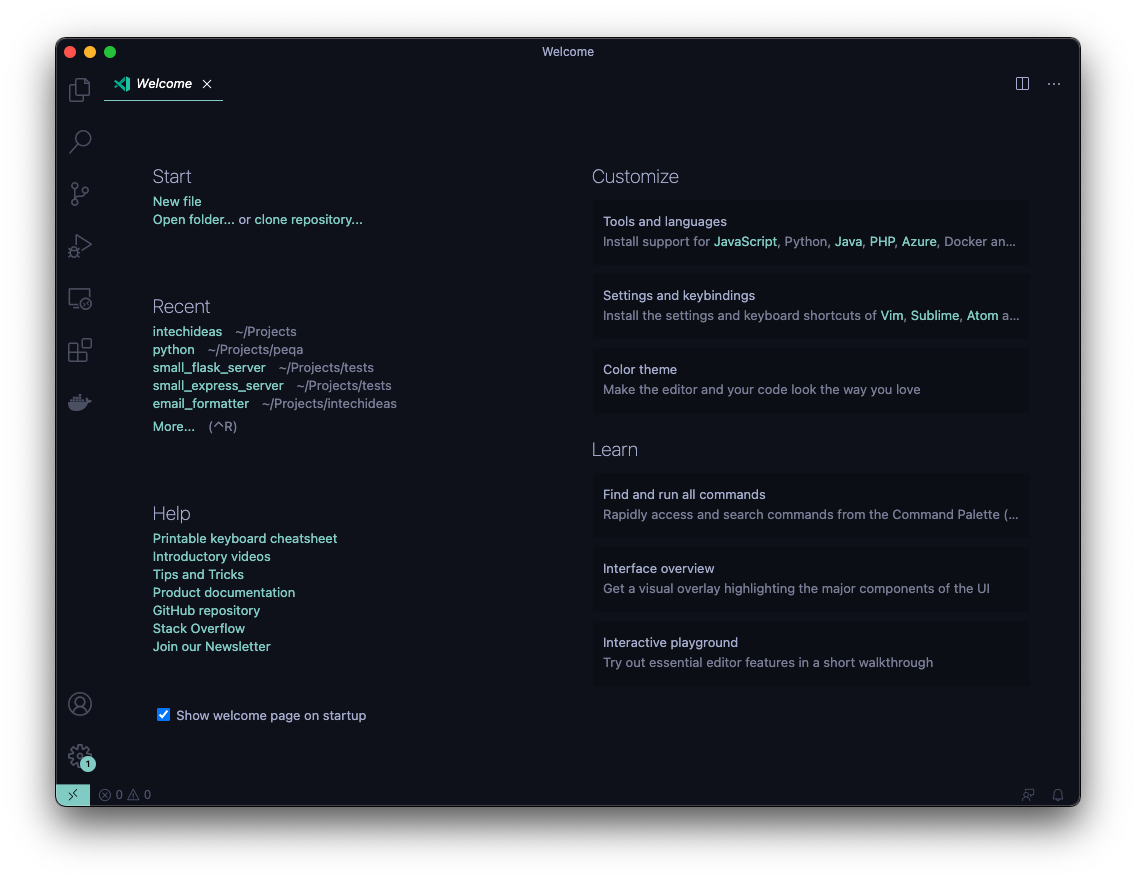 Welcome
Welcome
Start
New file
Open folder... or clone repository...
Recent
intechideas ~/Projects
python ~/Projects/peqa
small_flask_server ~/Projects/tests
small_express_server ~/Projects/tests
email_formatter ~/Projects/intechideas
More... (^R)
Help
Printable keyboard cheatsheet
Introductory videos
Tips and Tricks
Product documentation
GitHub repository
Stack Overflow
Join our Newsletter
Show welcome page on startup
Customize
Tools and languages
Install support for JavaScript, Python, Java, PHP, Azure, Docker an...
Settings and keybindings
Install the settings and keyboard shortcuts of Vim, Sublime, Atom a...
Color theme
Make the editor and your code look the way you love
Learn
Find and run all commands
Rapidly access and search commands from the Command Palette (...
Interface overview
Get a visual overlay highlighting the major components of the UI
Interactive playground
Try out essential editor features in a short walkthrough
1
0 0